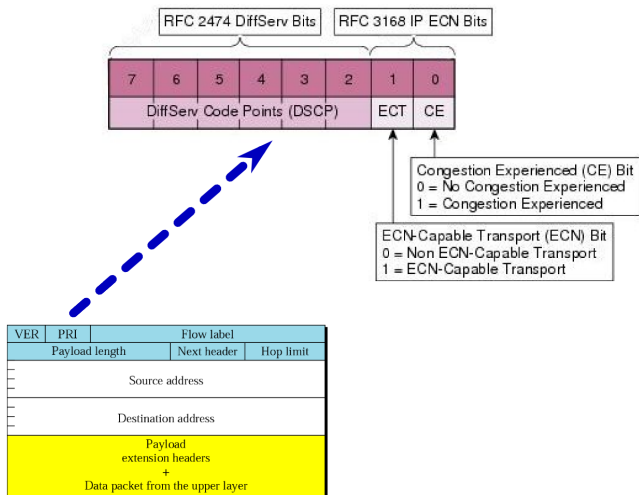 RFC 2474 DiffServ Bits
RFC 3168 IP ECN Bits
7 6 5 4 3 2 1 0
DiffServ Code Points (DSCP) ECT CE
Congestion Experienced (CE) Bit
0 = No Congestion Experienced
1 = Congestion Experienced
ECN-Capable Transport (ECN) Bit
0 = Non ECN-Capable Transport
1 = ECN-Capable Transport
VER PRI Flow label
Payload length Next header Hop limit
Source address
Destination address
Payload
extension headers
+
Data packet from the upper layer